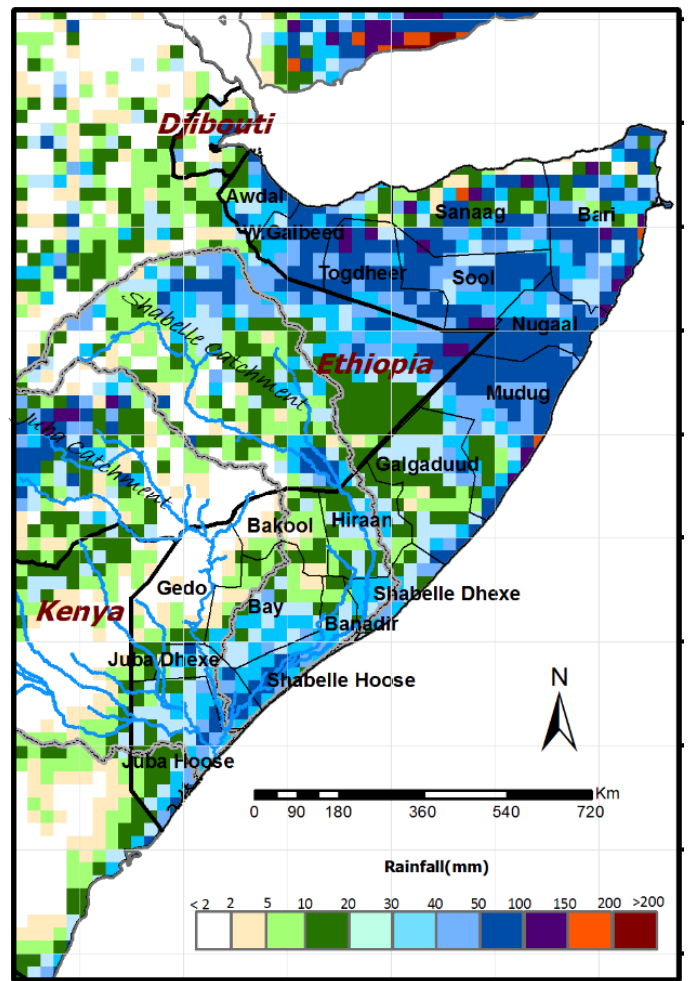 Djibouti
Awdal
W.Galbeed
Sanaag
Bari
Togdheer
Sool
Shabelle Catchment
Ethiopia
Nugaal
Mudug
Juba Catchment
Galgaduud
Bakool
Hiraan
Gedo
Kenya
Bay
Shabelle Dhexe
Banadir
Juba Dhexe
Shabelle Hoose
N
Juba Hoose
Km
0 90 180 360 540 720
Rainfall(mm)
< 2 2 5 10 20 30 40 50 100 150 200 >200